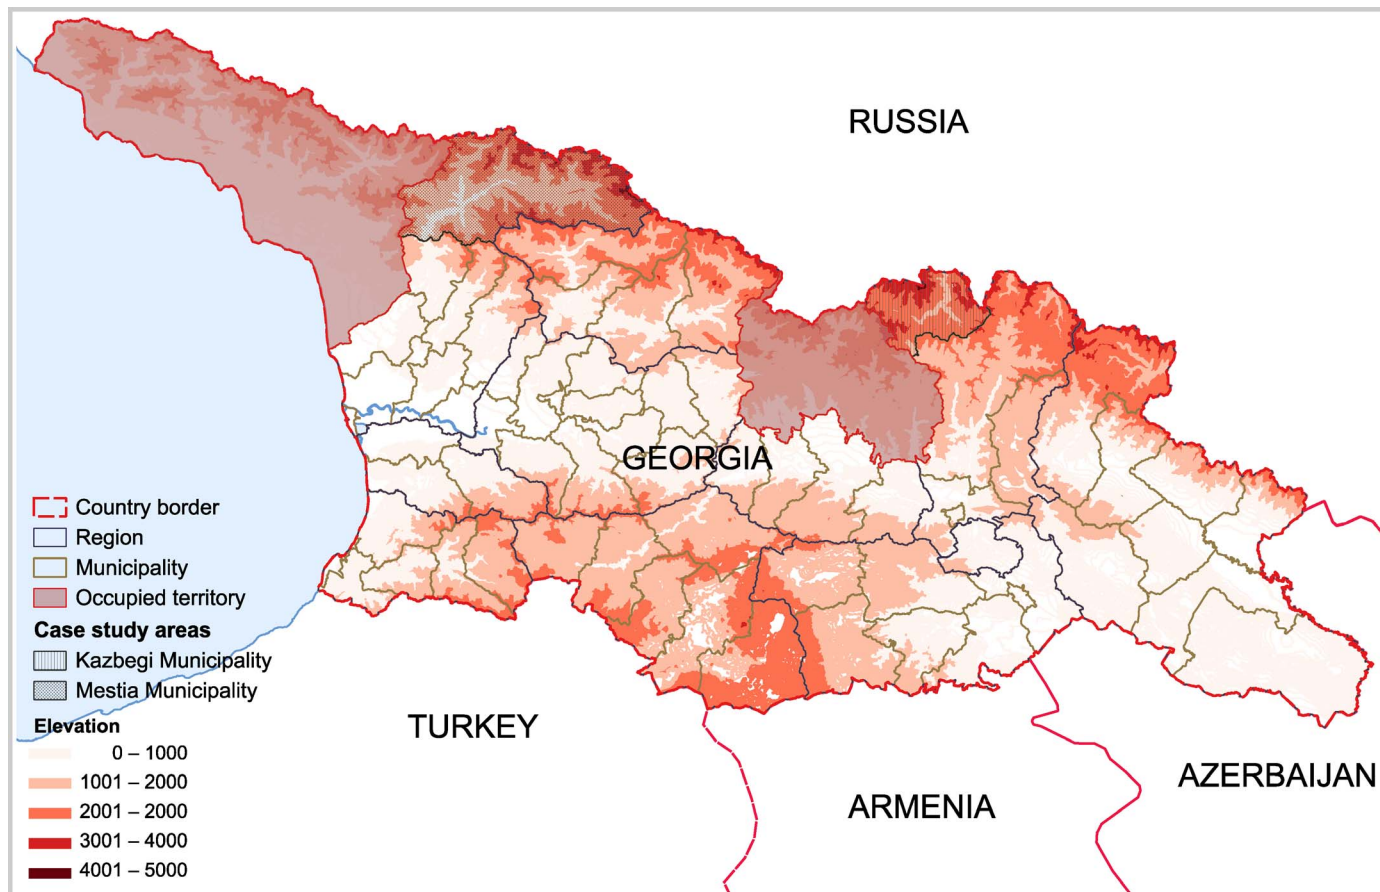 RUSSIA
GEORGIA
Country border
Region
Municipality
Occupied territory
Case study areas
Kazbegi Municipality
Mestia Municipality
Elevation
0 – 1000
1001 – 2000
2001 – 2000
3001 – 4000
4001 – 5000
TURKEY
ARMENIA
AZERBAIJAN